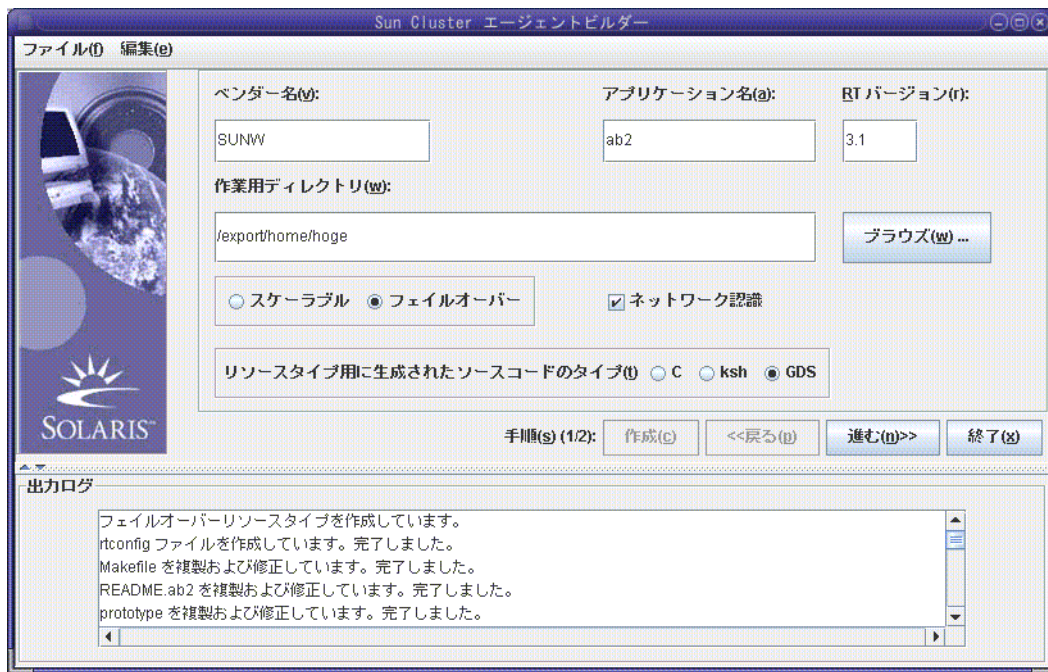 Sun Cluster エージェントビルダー
ファイル(f) 編集(e)
ベンダー名(v): アプリケーション名(a): RT バージョン(r):
SUNW ab2 3.1
作業用ディレクトリ(w):
/export/home/hoge ブラウズ(w) ...
スケーラブル フェイルオーバー ネットワーク認識
リソースタイプ用に生成されたソースコードのタイプ(t) C ksh GDS
SOLARIS™
手順(s) (1/2): 作成(c) <<戻る(p) 進む(n)>> 終了(x)
出力ログ
フェイルオーバーリソースタイプを作成しています。
rtconfig ファイルを作成しています。完了しました。
Makefile を複製および修正しています。完了しました。
README.ab2 を複製および修正しています。完了しました。
prototype を複製および修正しています。完了しました。